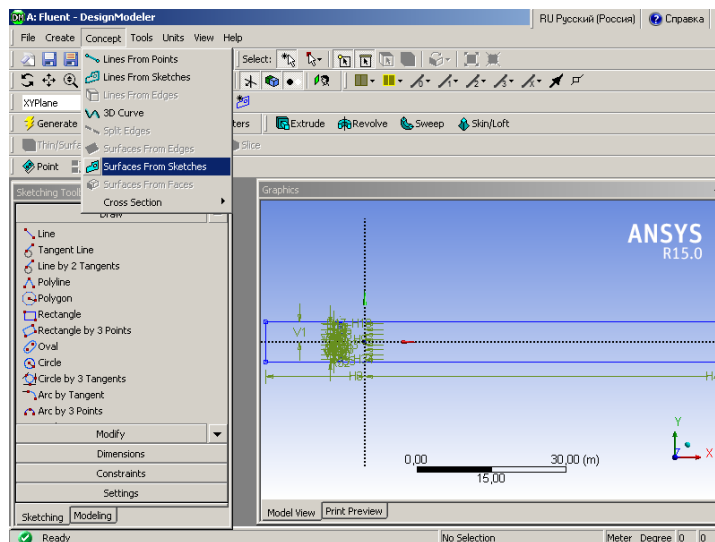 A: Fluent - DesignModeler
RU Русский (Россия) Справка
File Create Concept Tools Units View Help
Lines From Points
Select:
Lines From Sketches
Lines From Edges
XYPlane
3D Curve
Generate
Split Edges
ters Extrude Revolve Sweep Skin/Loft
Thin/Surfa
Surfaces From Edges
Slice
Point
Surfaces From Sketches
Surfaces From Faces
Sketching Tool
Graphics
Cross Section
Draw
Line
Tangent Line
Line by 2 Tangents
Polyline
Polygon
Rectangle
Rectangle by 3 Points
Oval
Circle
Circle by 3 Tangents
Arc by Tangent
Arc by 3 Points
Modify
Dimensions
Constraints
Settings
Sketching Modeling
ANSYS
R15.0
V1
Y
X
0,00 30,00 (m)
15,00
Model View Print Preview
Ready
No Selection
Meter Degree 0 0